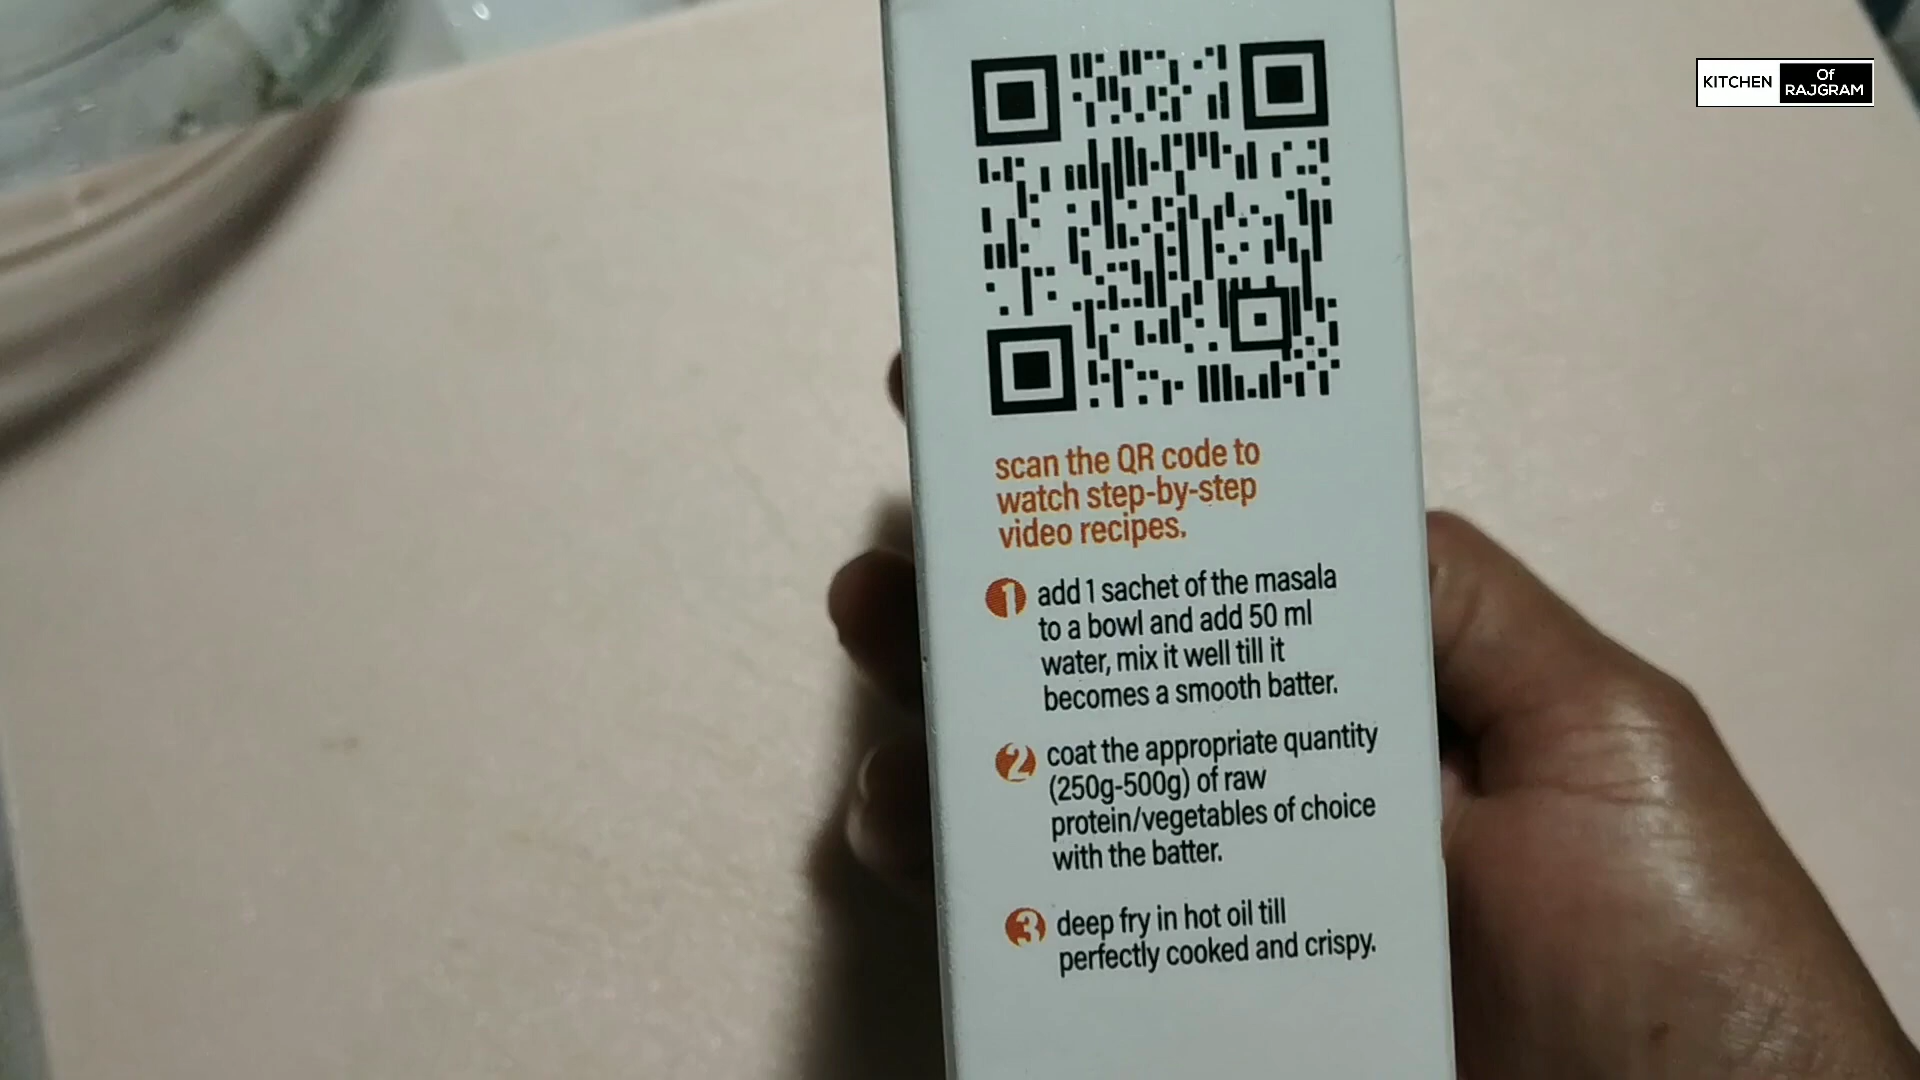 KITCHEN Of
RAJGRAM
scan the QR code to
watch step-by-step
video recipes.
1 add 1 sachet of the masala
to a bowl and add 50 ml
water, mix it well till it
becomes a smooth batter.
2 coat the appropriate quantity
(250g-500g) of raw
protein/vegetables of choice
with the batter.
3 deep fry in hot oil till
perfectly cooked and crispy.